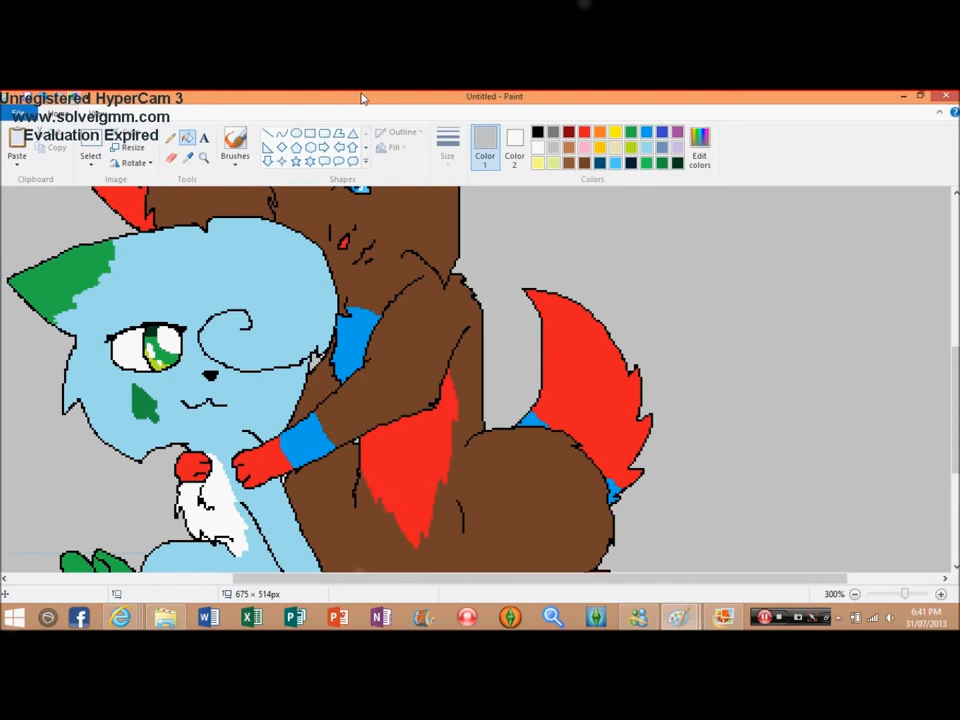 Unregistered HyperCam 3
www.solveigmm.com
Evaluation Expired
Untitled - Paint
File
Paste
Copy
Select
Resize
Rotate
Brushes
Outline
Fill
Size
Color 1
Color 2
Edit colors
Clipboard
Image
Tools
Shapes
Colors
675 × 514px
300%
6:41 PM
31/07/2013